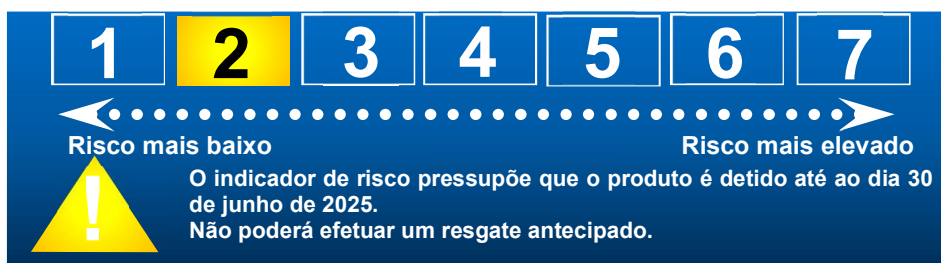 1 2 3 4 5 6 7
Risco mais baixo Risco mais elevado
!
O indicador de risco pressupõe que o produto é detido até ao dia 30
de junho de 2025.
Não poderá efetuar um resgate antecipado.